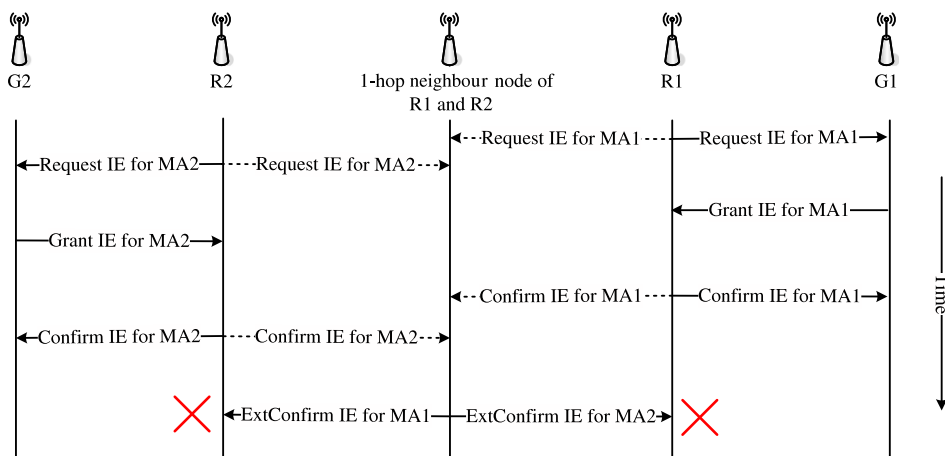 G2
R2
1-hop neighbour node of
R1 and R2
R1
G1
Request IE for MA1
Request IE for MA1
Request IE for MA2
Request IE for MA2
Grant IE for MA1
Grant IE for MA2
Confirm IE for MA1
Confirm IE for MA1
Confirm IE for MA2
Confirm IE for MA2
ExtConfirm IE for MA1
ExtConfirm IE for MA2
Time